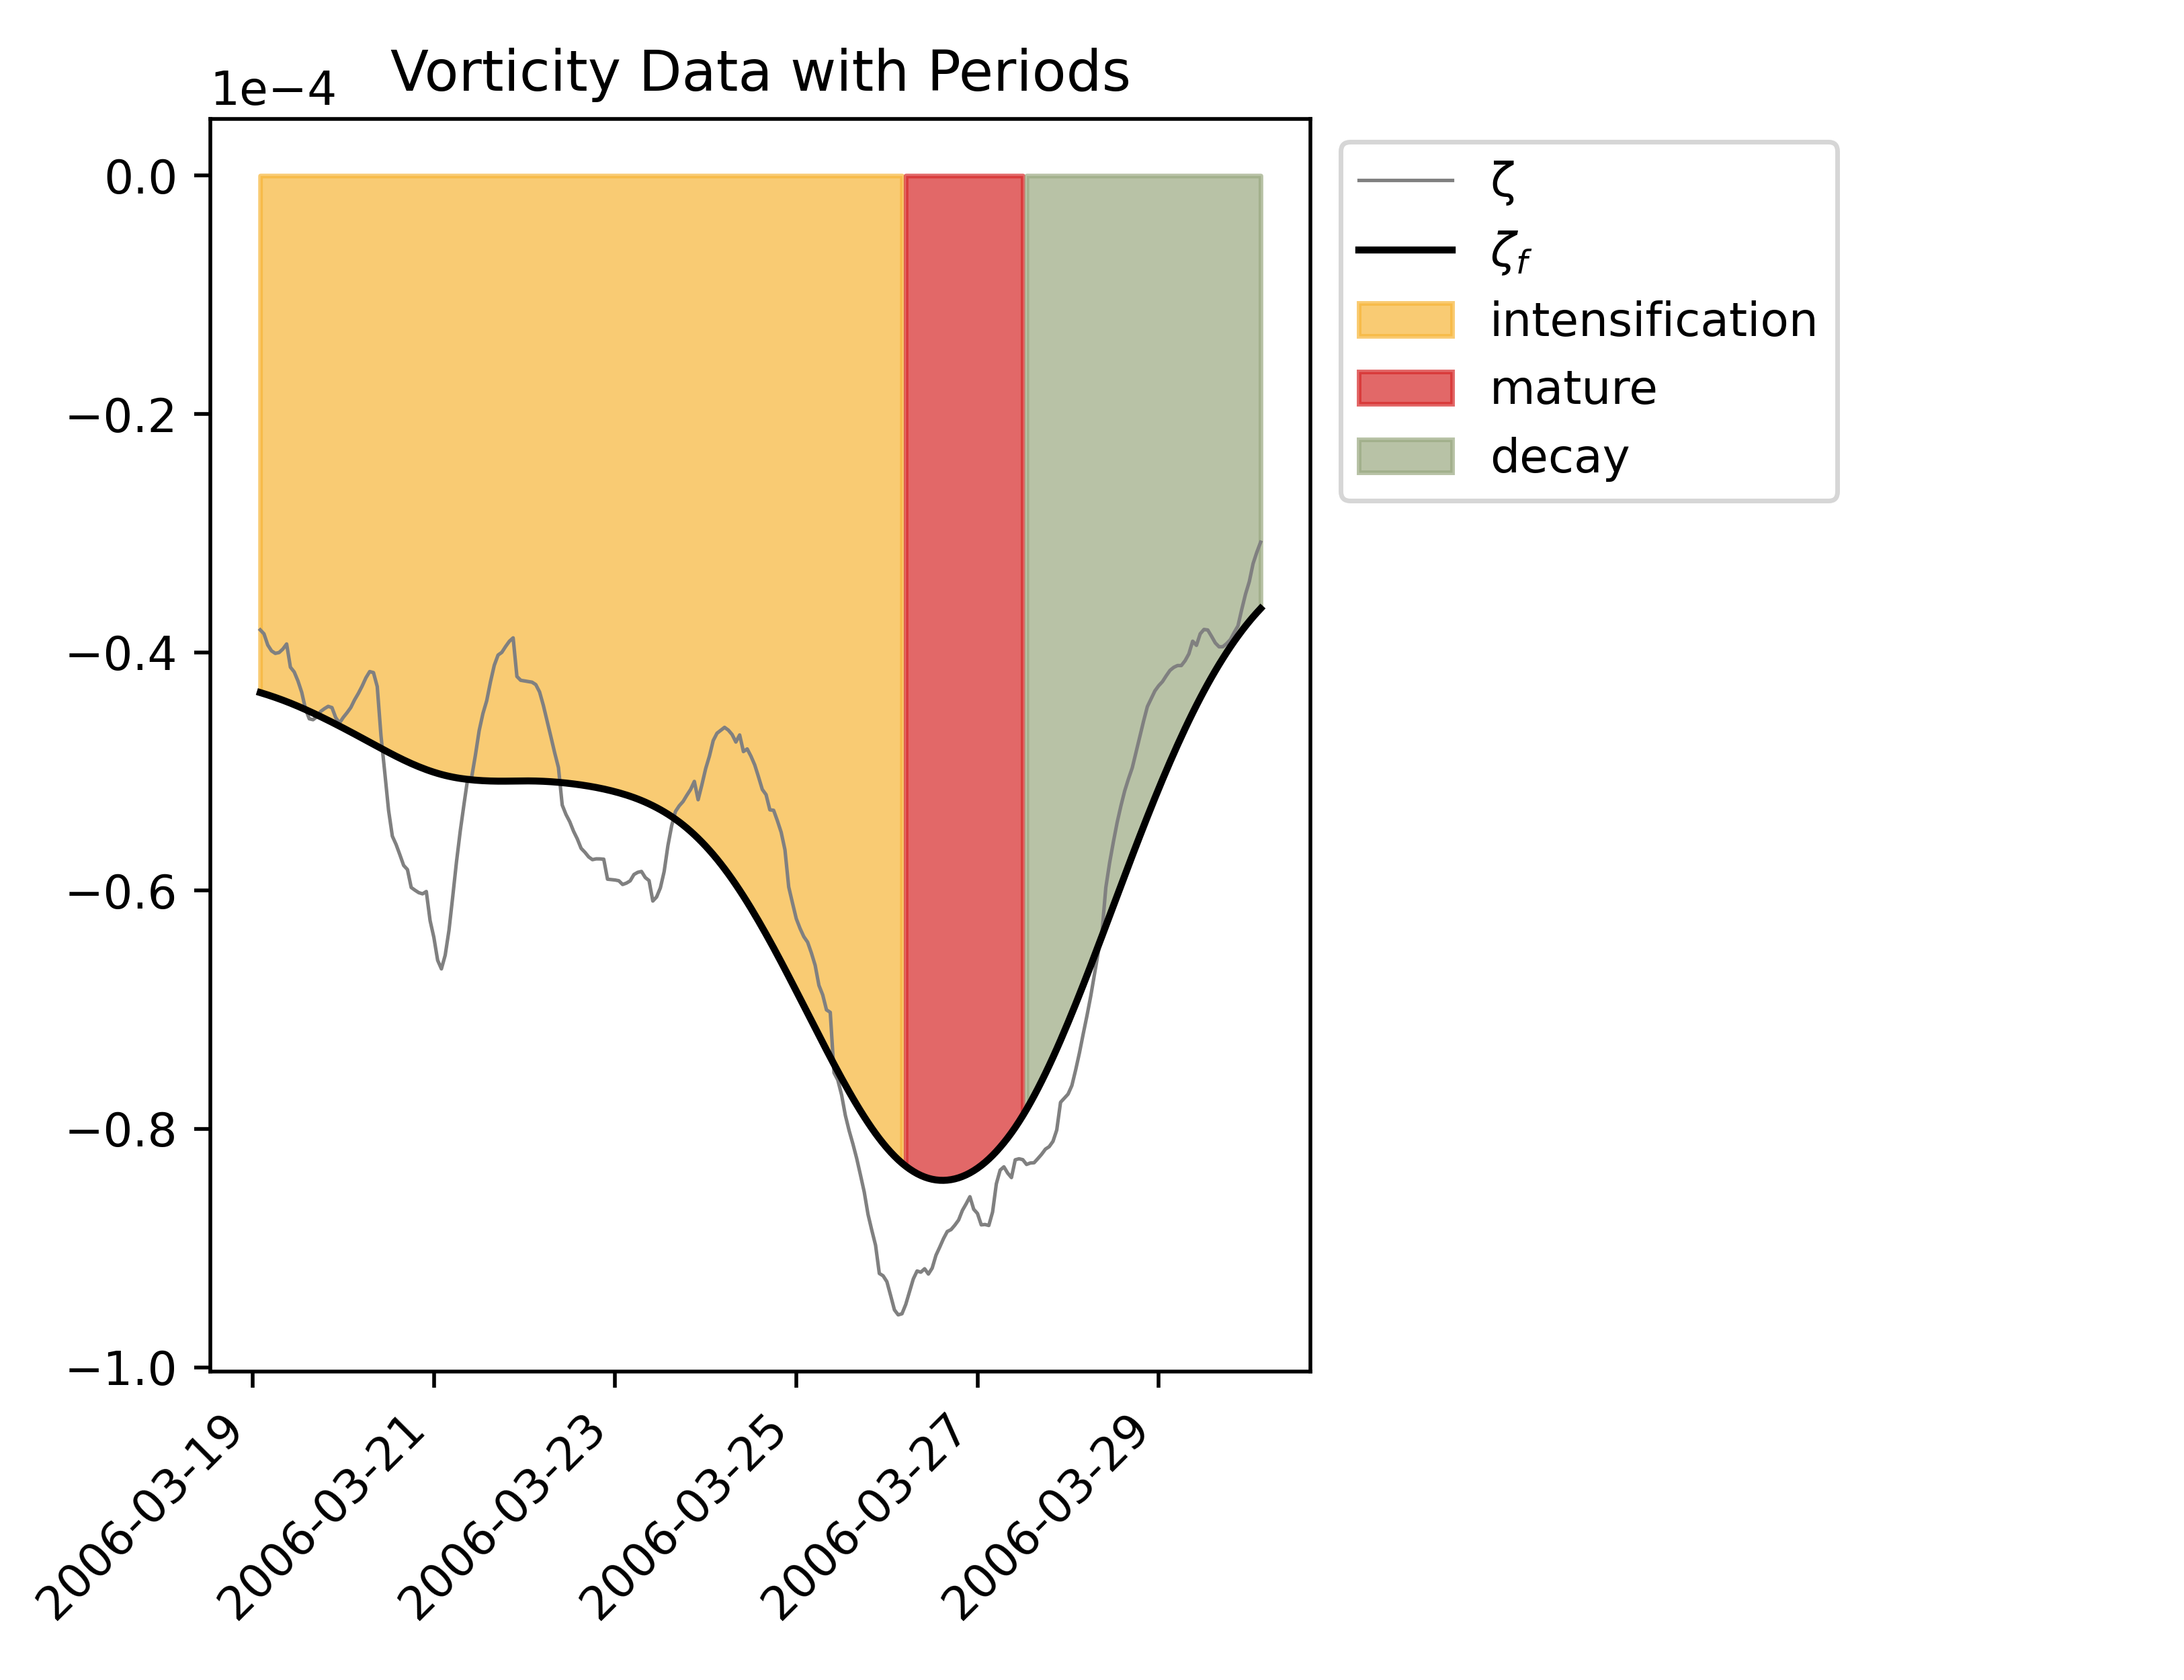 Vorticity Data with Periods
1e−4
0.0
−0.2
−0.4
−0.6
−0.8
−1.0
2006-03-19
2006-03-21
2006-03-23
2006-03-25
2006-03-27
2006-03-29
ζ
ζf
intensification
mature
decay